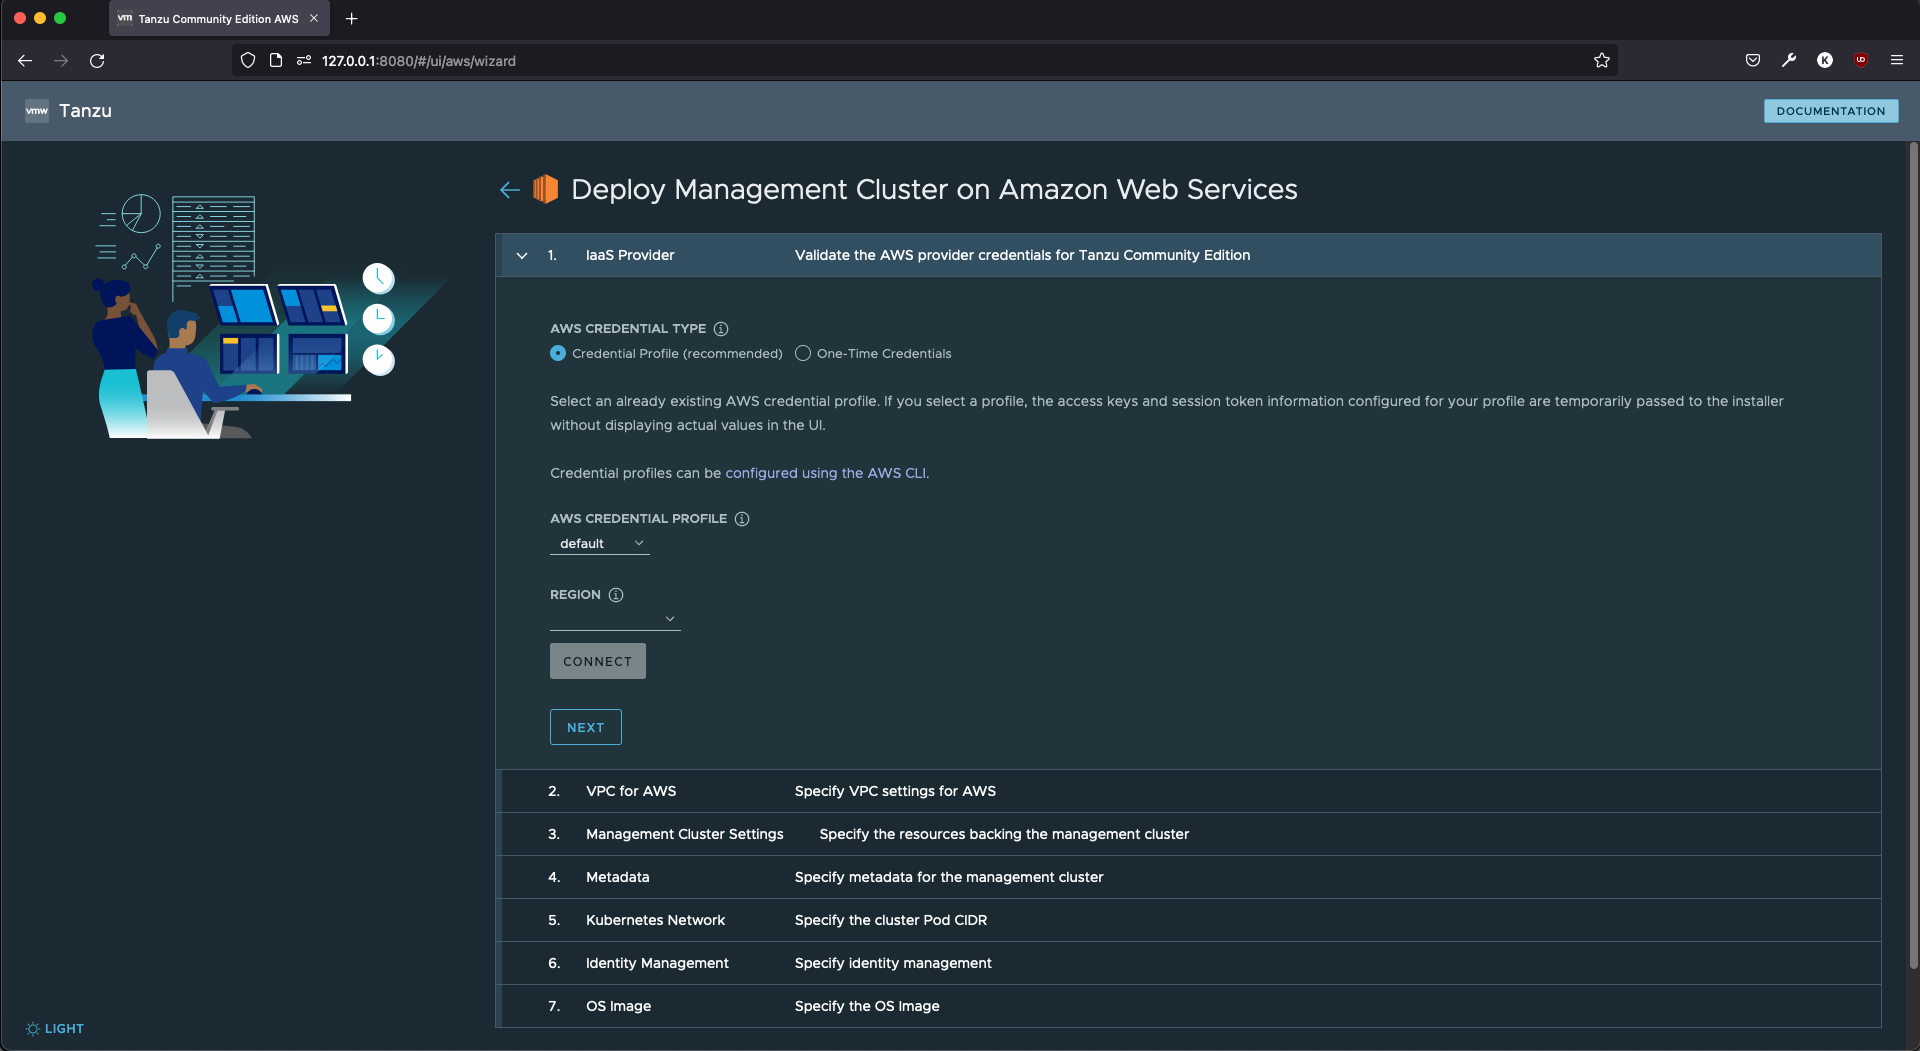 vm Tanzu Community Edition AWS
127.0.0.1:8080/#/ui/aws/wizard
K
vmw Tanzu
DOCUMENTATION
Deploy Management Cluster on Amazon Web Services
1. IaaS Provider Validate the AWS provider credentials for Tanzu Community Edition
AWS CREDENTIAL TYPE
Credential Profile (recommended) One-Time Credentials
Select an already existing AWS credential profile. If you select a profile, the access keys and session token information configured for your profile are temporarily passed to the installer
without displaying actual values in the UI.
Credential profiles can be configured using the AWS CLI.
AWS CREDENTIAL PROFILE
default
REGION
CONNECT
NEXT
2. VPC for AWS Specify VPC settings for AWS
3. Management Cluster Settings Specify the resources backing the management cluster
4. Metadata Specify metadata for the management cluster
5. Kubernetes Network Specify the cluster Pod CIDR
6. Identity Management Specify identity management
7. OS Image Specify the OS Image
LIGHT